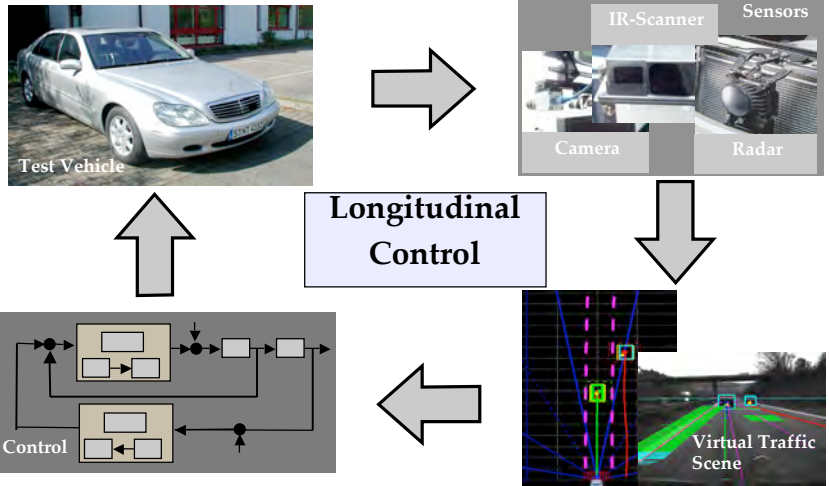 Test Vehicle
IR-Scanner
Sensors
Camera
Radar
Longitudinal
Control
Control
Virtual Traffic
Scene